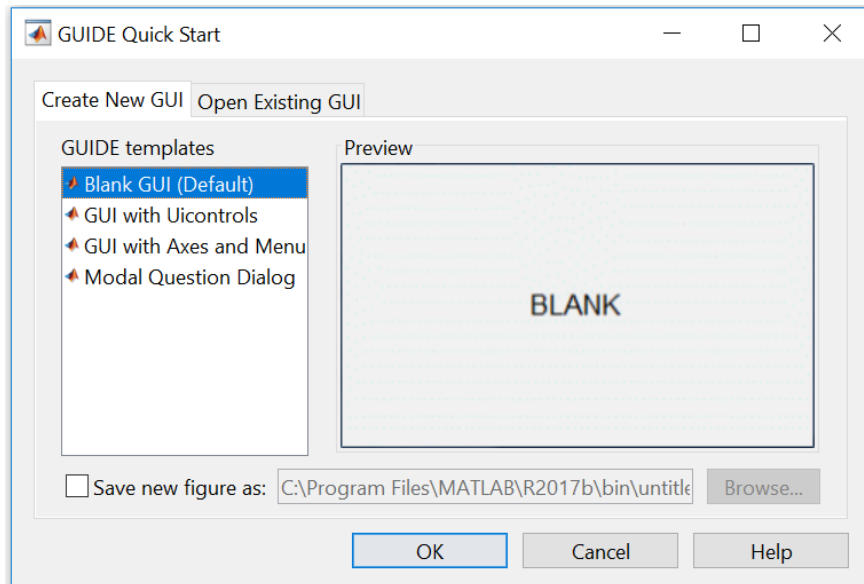 GUIDE Quick Start
Create New GUI
Open Existing GUI
GUIDE templates
Blank GUI (Default)
GUI with Uicontrols
GUI with Axes and Menu
Modal Question Dialog
Preview
BLANK
Save new figure as: C:\Program Files\MATLAB\R2017b\bin\untitle Browse...
OK Cancel Help